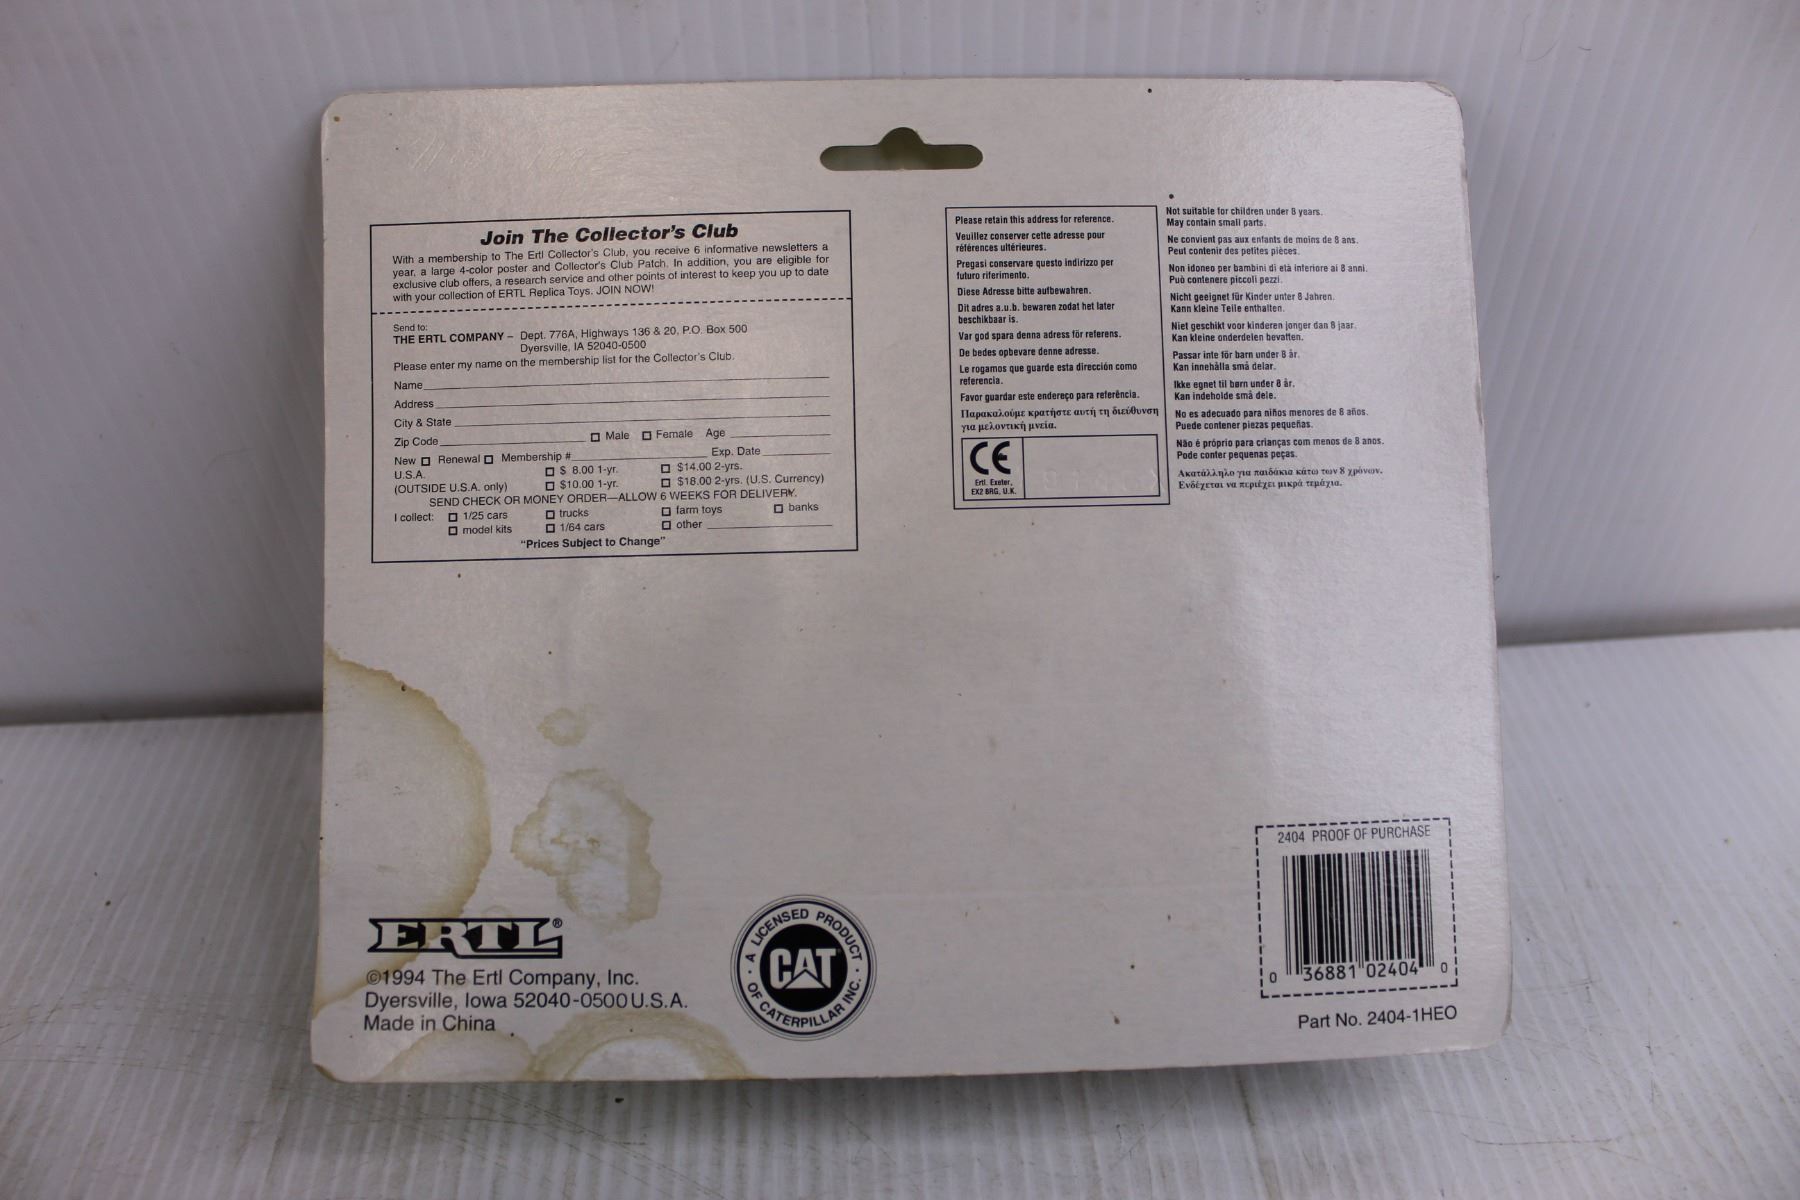 Join The Collector's Club
With a membership to The Ertl Collector's Club, you receive 6 informative newsletters a
year, a large 4-color poster and Collector's Club Patch. In addition, you are eligible for
exclusive club offers, a research service and other points of interest to keep you up to date
with your collection of ERTL Replica Toys. JOIN NOW!
Send to:
THE ERTL COMPANY – Dept. 776A, Highways 136 & 20, P.O. Box 500
Dyersville, IA 52040-0500
Please enter my name on the membership list for the Collector's Club.
Name
Address
City & State
Zip Code Male Female Age
New Renewal Membership # Exp. Date
U.S.A. $ 8.00 1-yr. $14.00 2-yrs.
(OUTSIDE U.S.A. only) $10.00 1-yr. $18.00 2-yrs. (U.S. Currency)
SEND CHECK OR MONEY ORDER—ALLOW 6 WEEKS FOR DELIVERY.
I collect: 1/25 cars trucks farm toys banks
model kits 1/64 cars other
"Prices Subject to Change"
Please retain this address for reference.
Veuillez conserver cette adresse pour
références ultérieures.
Pregasi conservare questo indirizzo per
futuro riferimento.
Diese Adresse bitte aufbewahren.
Dit adres a.u.b. bewaren zodat het later
beschikbaar is.
Var god spara denna adress för referens.
De bedes opbevare denne adresse.
Le rogamos que guarde esta dirección como
referencia.
Favor guardar este endereço para referência.
Παρακαλούμε κρατήστε αυτή τη διεύθυνση
για μελοντική μνεία.
CE
Ertl. Exeter,
EX2 8RG, U.K.
Not suitable for children under 8 years.
May contain small parts.
Ne convient pas aux enfants de moins de 8 ans.
Peut contenir des petites pièces.
Non idoneo per bambini di età inferiore ai 8 anni.
Può contenere piccoli pezzi.
Nicht geeignet für Kinder unter 8 Jahren.
Kann kleine Teile enthalten.
Niet geschikt voor kinderen jonger dan 8 jaar.
Kan kleine onderdelen bevatten.
Passar inte för barn under 8 år.
Kan innehålla små delar.
Ikke egnet til børn under 8 år.
Kan indeholde små dele.
No es adecuado para niños menores de 8 años.
Puede contener piezas pequeñas.
Não é próprio para crianças com menos de 8 anos.
Pode conter pequenas peças.
Ακατάλληλο για παιδάκια κάτω των 8 χρόνων.
Ενδέχεται να περιέχει μικρά τεμάχια.
ERTL®
©1994 The Ertl Company, Inc.
Dyersville, Iowa 52040-0500 U.S.A.
Made in China
A LICENSED PRODUCT
CAT
OF CATERPILLAR INC.
2404 PROOF OF PURCHASE
0 36881 02404 0
Part No. 2404-1HEO